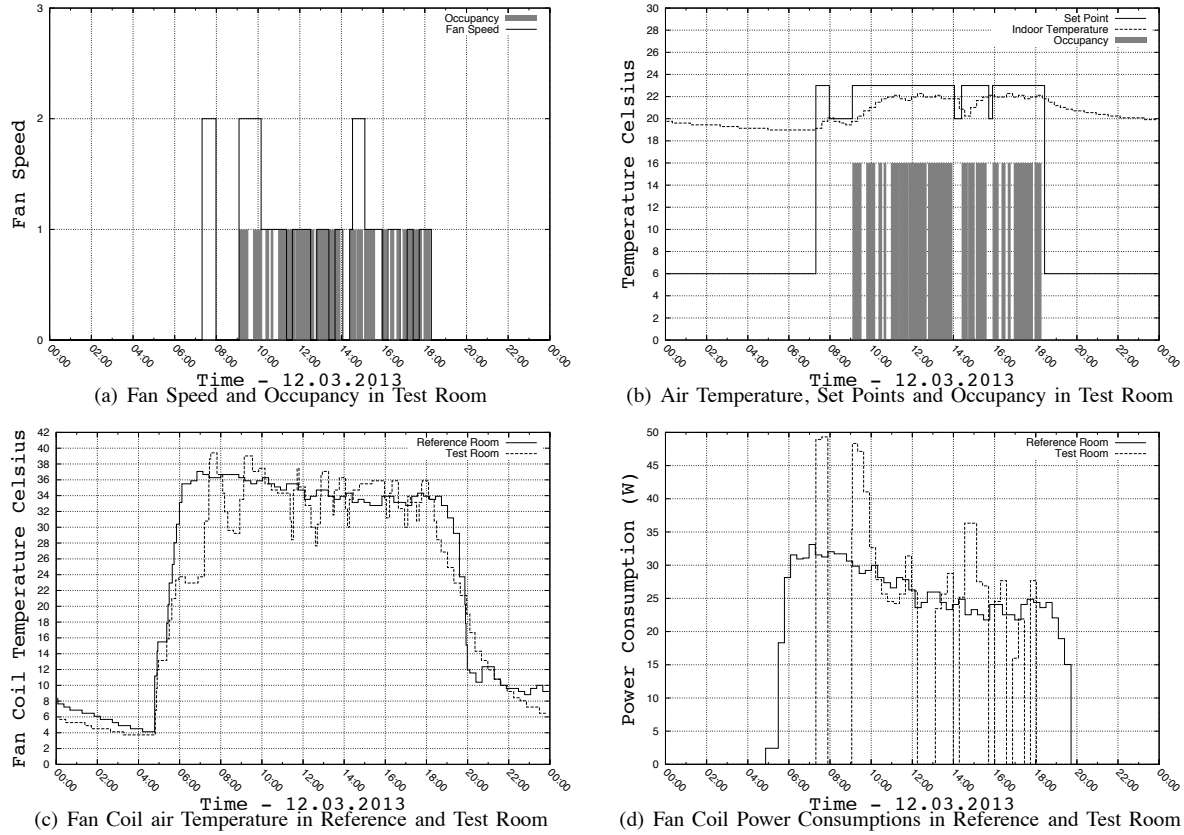 3
2
1
0
Fan Speed
Occupancy
Fan Speed
00:00 02:00 04:00 06:00 08:00 10:00 12:00 14:00 16:00 18:00 20:00 22:00 00:00
Time - 12.03.2013
(a) Fan Speed and Occupancy in Test Room
30
28
26
24
22
20
18
16
14
12
10
8
6
4
2
0
Temperature Celsius
Set Point
Indoor Temperature
Occupancy
00:00 02:00 04:00 06:00 08:00 10:00 12:00 14:00 16:00 18:00 20:00 22:00 00:00
Time - 12.03.2013
(b) Air Temperature, Set Points and Occupancy in Test Room
42
40
38
36
34
32
30
28
26
24
22
20
18
16
14
12
10
8
6
4
2
0
Fan Coil Temperature Celsius
Reference Room
Test Room
00:00 02:00 04:00 06:00 08:00 10:00 12:00 14:00 16:00 18:00 20:00 22:00 00:00
Time - 12.03.2013
(c) Fan Coil air Temperature in Reference and Test Room
50
45
40
35
30
25
20
15
10
5
0
Power Consumption (W)
Reference Room
Test Room
00:00 02:00 04:00 06:00 08:00 10:00 12:00 14:00 16:00 18:00 20:00 22:00 00:00
Time - 12.03.2013
(d) Fan Coil Power Consumptions in Reference and Test Room